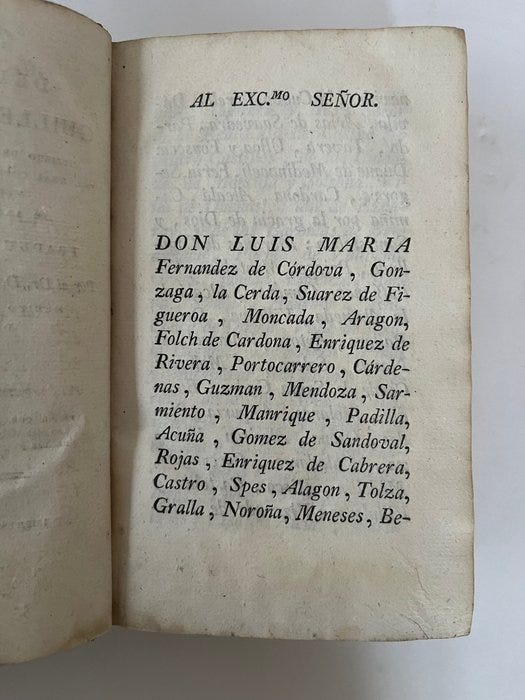 AL EXC.MO SEÑOR.
DON LUIS MARIA
Fernandez de Córdova, Gon-
zaga, la Cerda, Suarez de Fi-
gueroa, Moncada, Aragon,
Folch de Cardona, Enriquez de
Rivera, Portocarrero, Cárde-
nas, Guzman, Mendoza, Sar-
miento, Manrique, Padilla,
Acuña, Gomez de Sandoval,
Rojas, Enriquez de Cabrera,
Castro, Spes, Alagon, Tolza,
Gralla, Noroña, Meneses, Be-